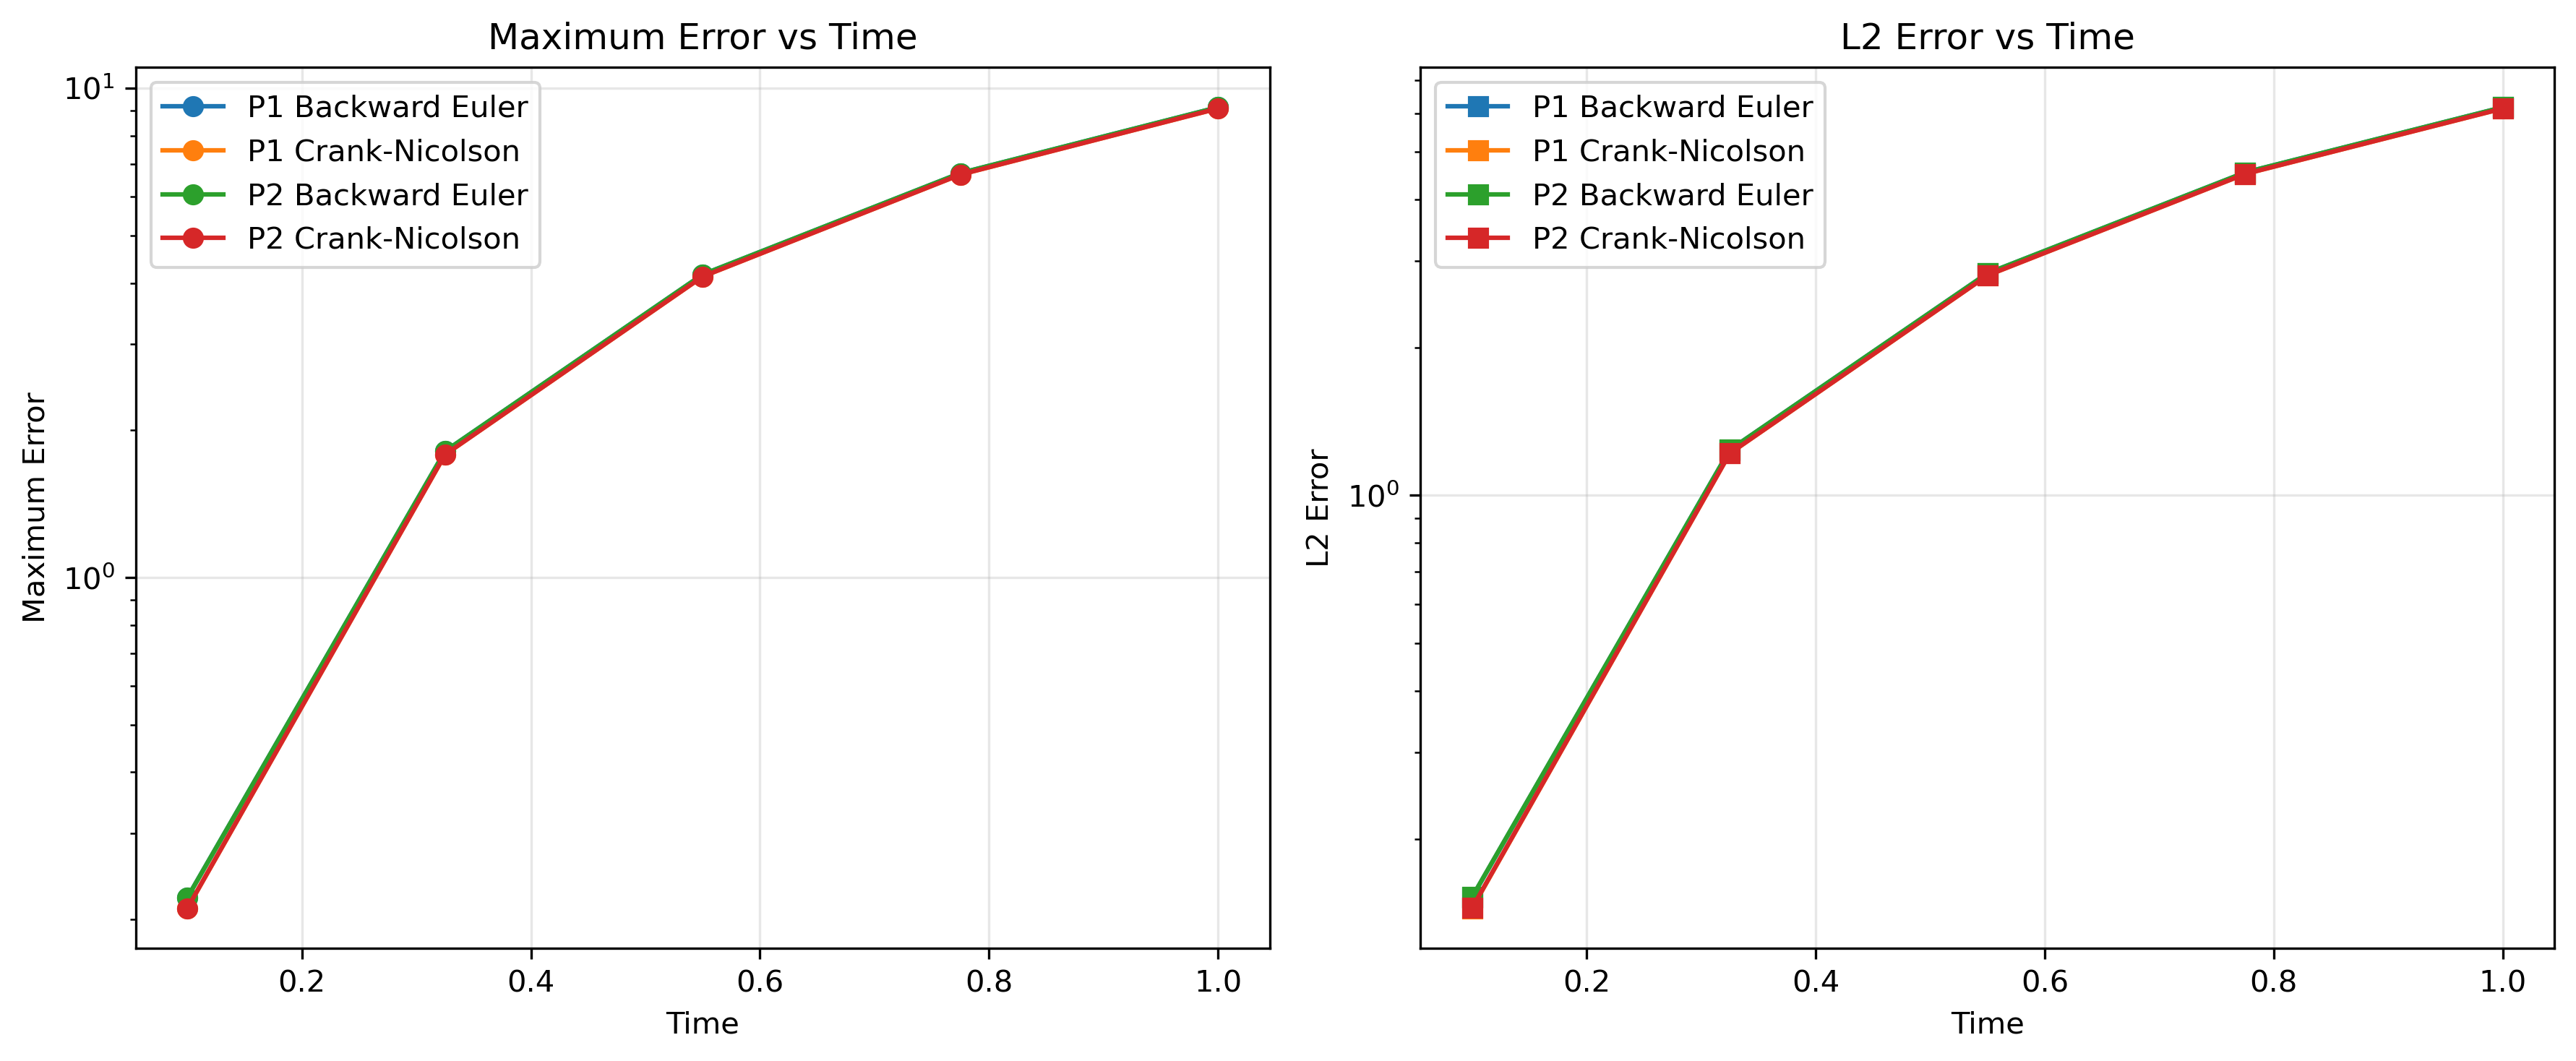 Maximum Error vs Time
10¹
10⁰
Maximum Error
P1 Backward Euler
P1 Crank-Nicolson
P2 Backward Euler
P2 Crank-Nicolson
0.2 0.4 0.6 0.8 1.0
Time
L2 Error vs Time
10⁰
L2 Error
P1 Backward Euler
P1 Crank-Nicolson
P2 Backward Euler
P2 Crank-Nicolson
0.2 0.4 0.6 0.8 1.0
Time